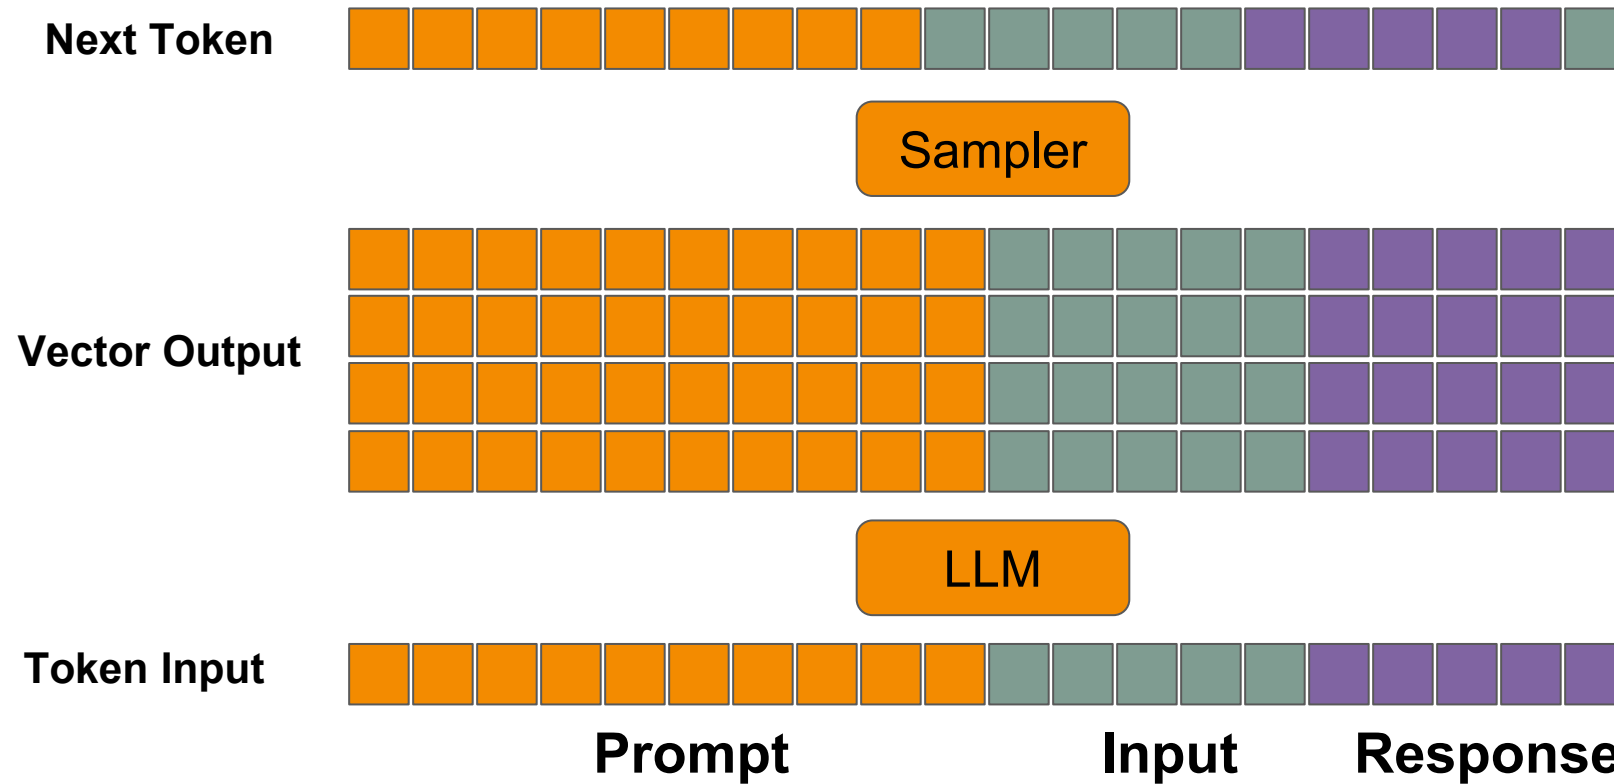 Next Token
Sampler
Vector Output
LLM
Token Input
Prompt
Input
Response